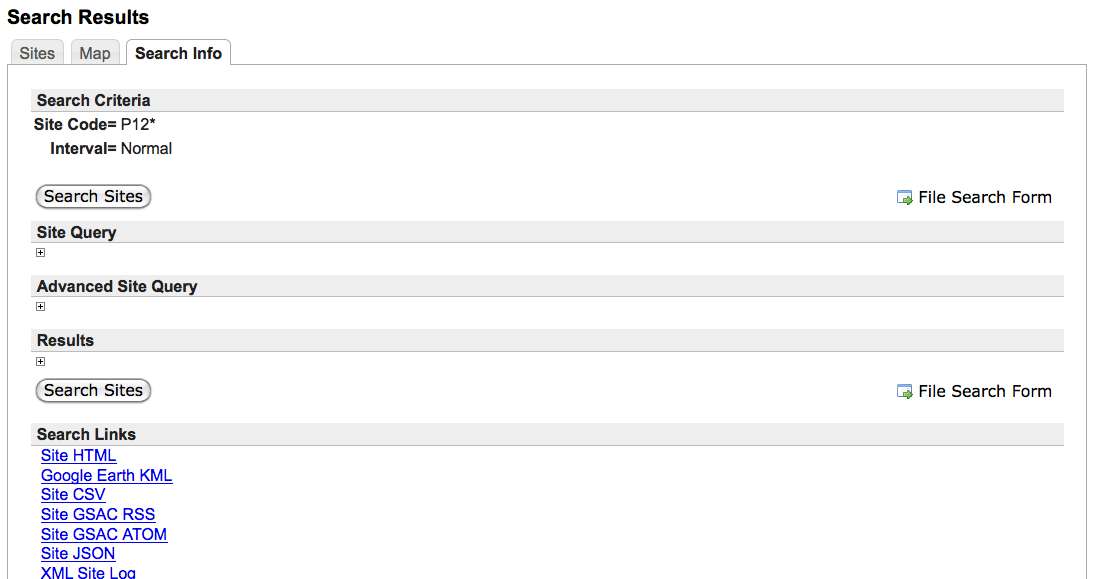 Search Results
Sites Map Search Info
Search Criteria
Site Code= P12*
Interval= Normal
Search Sites File Search Form
Site Query
Advanced Site Query
Results
Search Sites File Search Form
Search Links
Site HTML
Google Earth KML
Site CSV
Site GSAC RSS
Site GSAC ATOM
Site JSON
XML Site Log